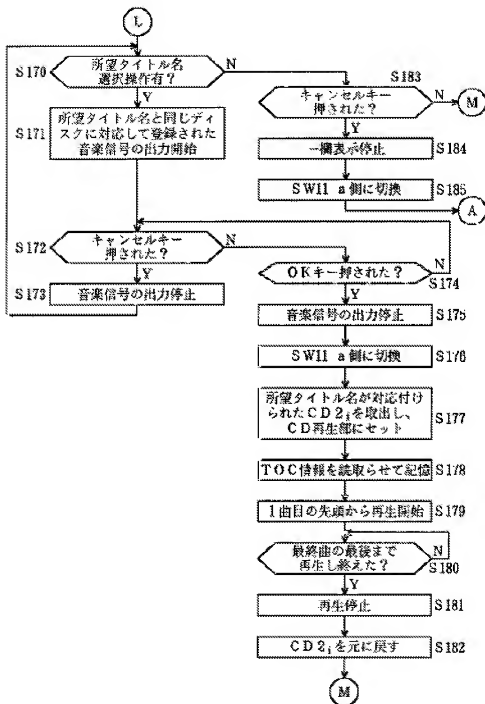 L
S170
所望タイトル名
選択操作有?
N
Y
S183
キャンセルキー
押された?
N
M
Y
S171
所望タイトル名と同じディ
スクに対応して登録された
音楽信号の出力開始
一欄表示停止
S184
SW11 a側に切換
S185
A
S172
キャンセルキー
押された?
N
Y
OKキー押された?
N
S174
Y
S173
音楽信号の出力停止
音楽信号の出力停止
S175
SW11 a側に切換
S176
所望タイトル名が対応付け
られたCD2iを取出し、
CD再生部にセット
S177
TOC情報を読取らせて記憶
S178
1曲目の先頭から再生開始
S179
最終曲の最後まで
再生し終えた?
N
S180
Y
再生停止
S181
CD2iを元に戻す
S182
M